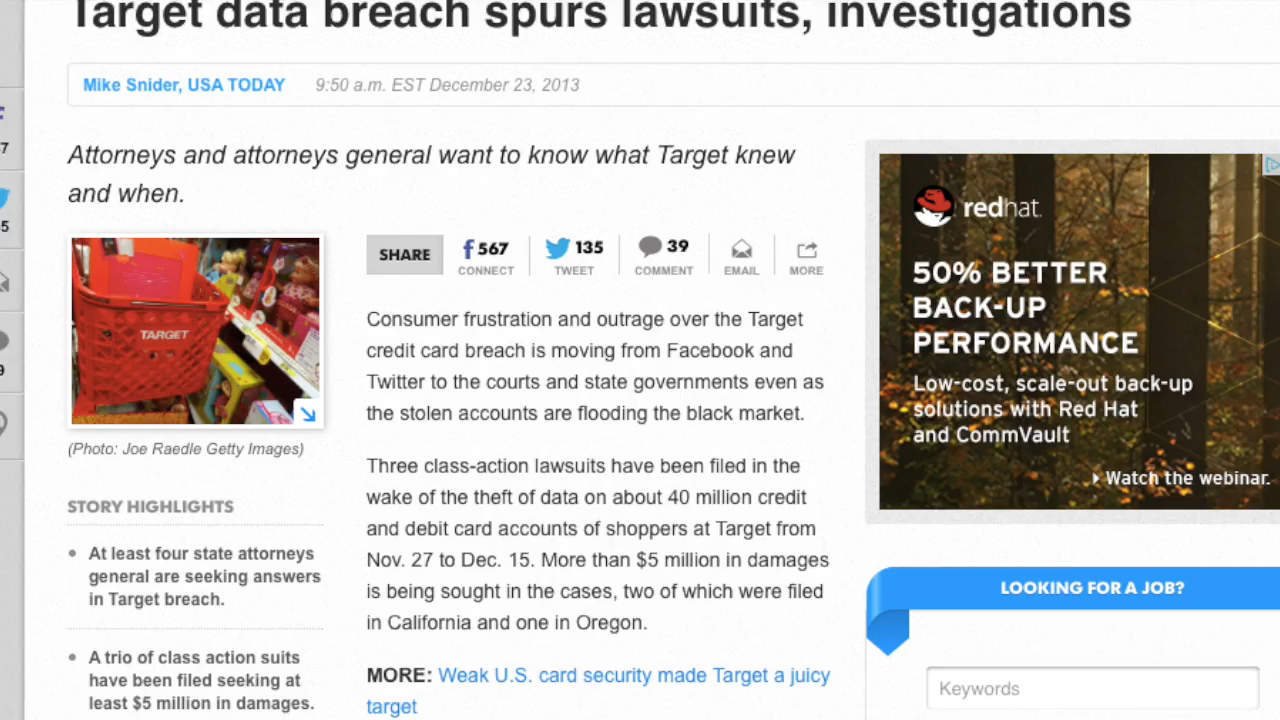 Target data breach spurs lawsuits, investigations
Mike Snider, USA TODAY 9:50 a.m. EST December 23, 2013
Attorneys and attorneys general want to know what Target knew
and when.
TARGET
(Photo: Joe Raedle Getty Images)
STORY HIGHLIGHTS
At least four state attorneys
general are seeking answers
in Target breach.
A trio of class action suits
have been filed seeking at
least $5 million in damages.
SHARE
567
CONNECT
135
TWEET
39
COMMENT
EMAIL
MORE
Consumer frustration and outrage over the Target
credit card breach is moving from Facebook and
Twitter to the courts and state governments even as
the stolen accounts are flooding the black market.
Three class-action lawsuits have been filed in the
wake of the theft of data on about 40 million credit
and debit card accounts of shoppers at Target from
Nov. 27 to Dec. 15. More than $5 million in damages
is being sought in the cases, two of which were filed
in California and one in Oregon.
MORE: Weak U.S. card security made Target a juicy
target
redhat.
50% BETTER
BACK-UP
PERFORMANCE
Low-cost, scale-out back-up
solutions with Red Hat
and CommVault
Watch the webinar.
LOOKING FOR A JOB?
Keywords